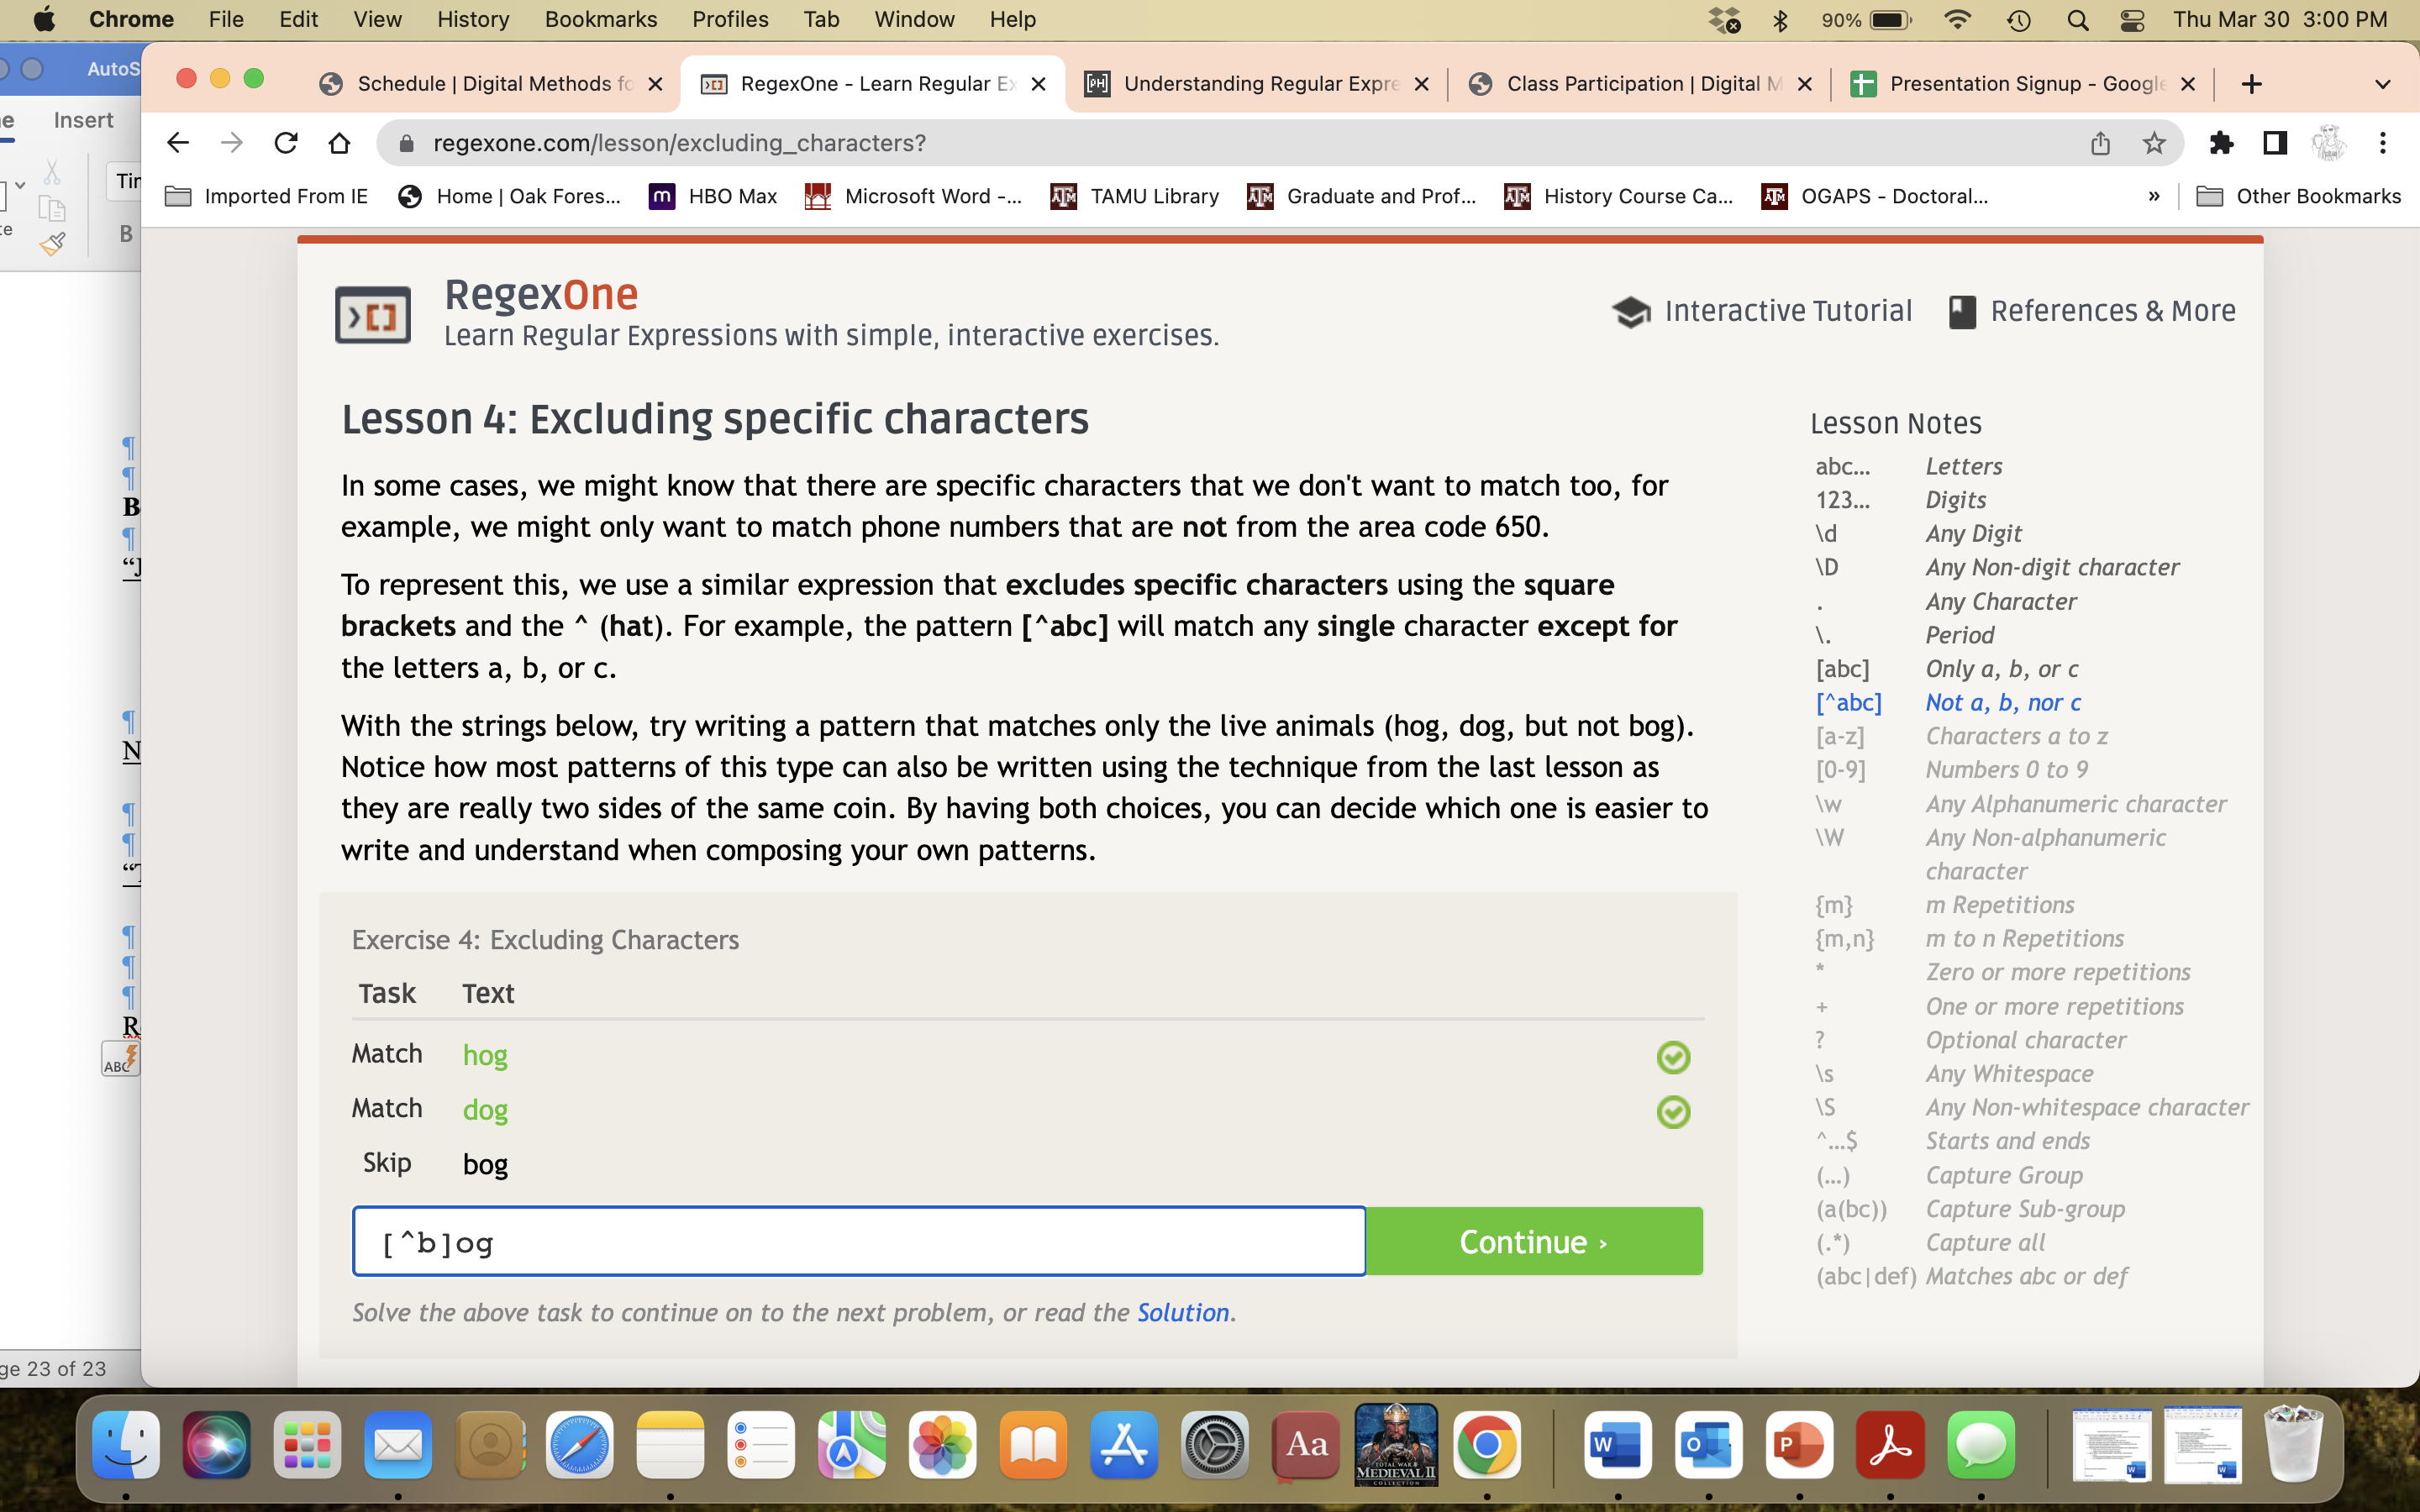 Chrome File Edit View History Bookmarks Profiles Tab Window Help 90% Thu Mar 30 3:00 PM
AutoS
Schedule | Digital Methods fo RegexOne - Learn Regular Ex Understanding Regular Expre Class Participation | Digital M Presentation Signup - Google
Insert
regexone.com/lesson/excluding_characters?
Imported From IE Home | Oak Fores... HBO Max Microsoft Word -... TAMU Library Graduate and Prof... History Course Ca... OGAPS - Doctoral... » Other Bookmarks
RegexOne
Learn Regular Expressions with simple, interactive exercises.
Interactive Tutorial References & More
Lesson 4: Excluding specific characters
In some cases, we might know that there are specific characters that we don't want to match too, for
example, we might only want to match phone numbers that are not from the area code 650.
To represent this, we use a similar expression that excludes specific characters using the square
brackets and the ^ (hat). For example, the pattern [^abc] will match any single character except for
the letters a, b, or c.
With the strings below, try writing a pattern that matches only the live animals (hog, dog, but not bog).
Notice how most patterns of this type can also be written using the technique from the last lesson as
they are really two sides of the same coin. By having both choices, you can decide which one is easier to
write and understand when composing your own patterns.
Exercise 4: Excluding Characters
Task Text
Match hog
Match dog
Skip bog
[^b]og
Continue ›
Solve the above task to continue on to the next problem, or read the Solution.
Lesson Notes
abc... Letters
123... Digits
\d Any Digit
\D Any Non-digit character
. Any Character
\. Period
[abc] Only a, b, or c
[^abc] Not a, b, nor c
[a-z] Characters a to z
[0-9] Numbers 0 to 9
\w Any Alphanumeric character
\W Any Non-alphanumeric
character
{m} m Repetitions
{m,n} m to n Repetitions
* Zero or more repetitions
+ One or more repetitions
? Optional character
\s Any Whitespace
\S Any Non-whitespace character
^...$ Starts and ends
(...) Capture Group
(a(bc)) Capture Sub-group
(.*) Capture all
(abc|def) Matches abc or def
ge 23 of 23
Aa
TOTAL WAR
MEDIEVAL II
COLLECTION